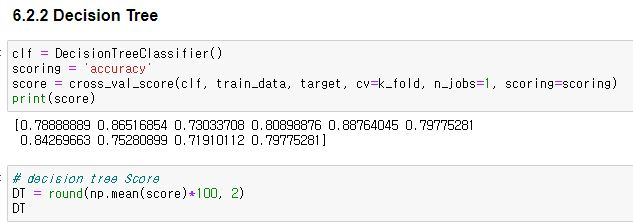 6.2.2 Decision Tree
clf = DecisionTreeClassifier()
scoring = 'accuracy'
score = cross_val_score(clf, train_data, target, cv=k_fold, n_jobs=1, scoring=scoring)
print(score)
[0.78888889 0.86516854 0.73033708 0.80898876 0.88764045 0.79775281
0.84269663 0.75280899 0.71910112 0.79775281]
# decision tree Score
DT = round(np.mean(score)*100, 2)
DT